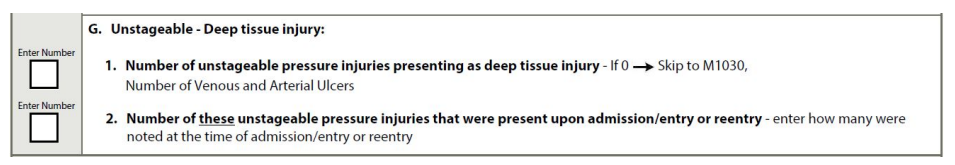 G. Unstageable - Deep tissue injury:
Enter Number
1. Number of unstageable pressure injuries presenting as deep tissue injury - If 0 → Skip to M1030,
Number of Venous and Arterial Ulcers
Enter Number
2. Number of these unstageable pressure injuries that were present upon admission/entry or reentry - enter how many were
noted at the time of admission/entry or reentry